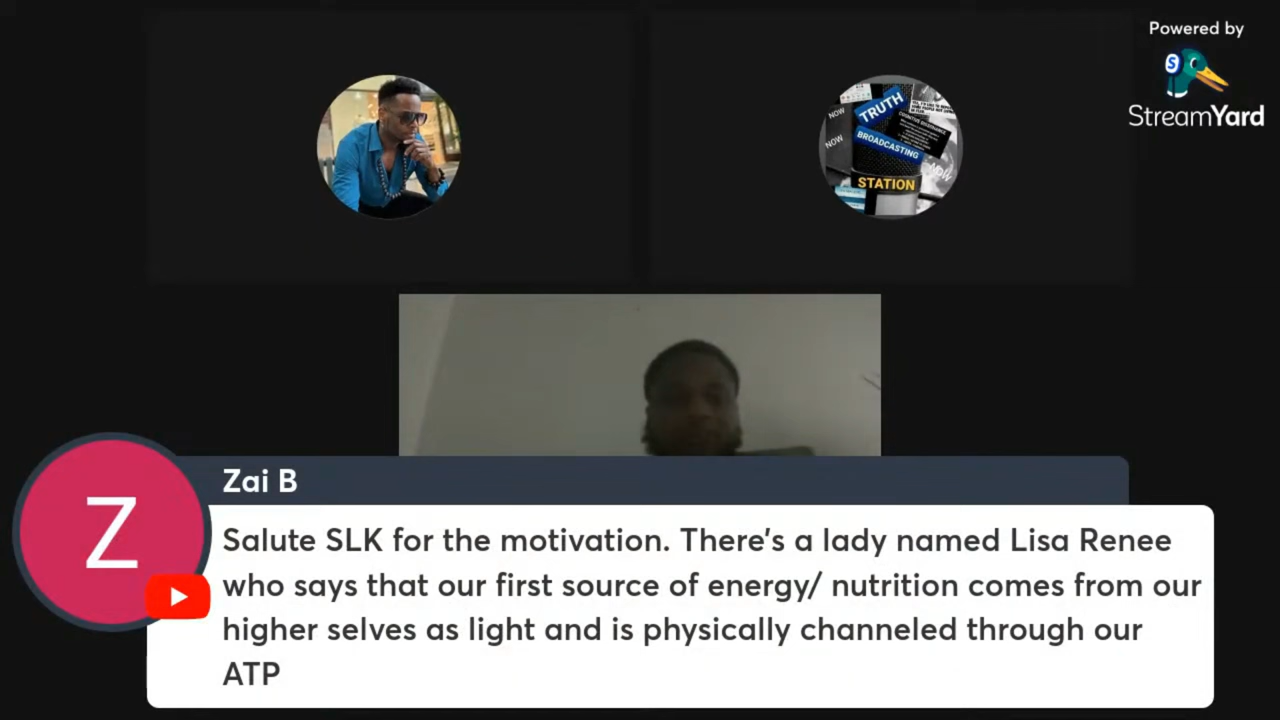 Powered by
StreamYard
S
TRUTH
NOW
NOW
BROADCASTING
STATION
Z
Zai B
Salute SLK for the motivation. There's a lady named Lisa Renee
who says that our first source of energy/ nutrition comes from our
higher selves as light and is physically channeled through our
ATP